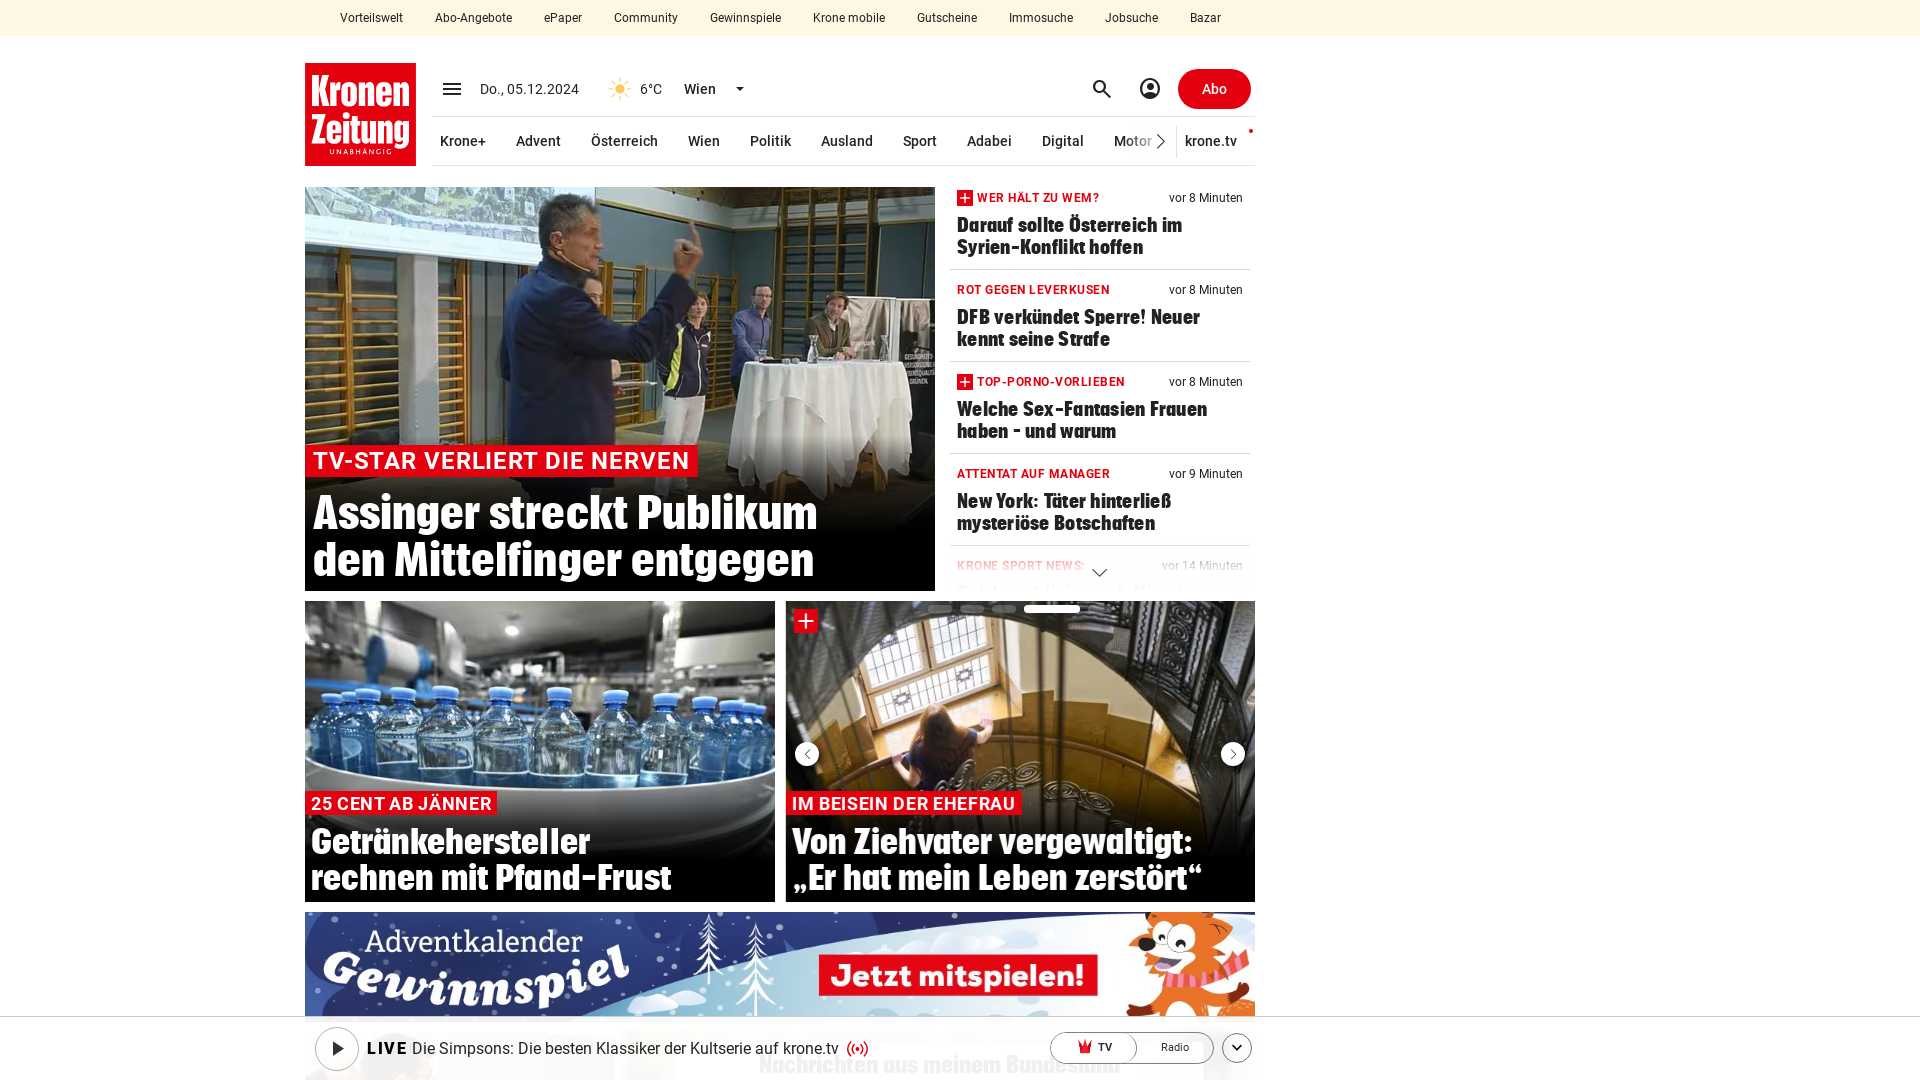 Vorteilswelt Abo-Angebote ePaper Community Gewinnspiele Krone mobile Gutscheine Immosuche Jobsuche Bazar
Kronen
Zeitung
UNABHÄNGIG
Do., 05.12.2024 6°C Wien
Abo
Krone+ Advent Österreich Wien Politik Ausland Sport Adabei Digital Motor krone.tv
TV-STAR VERLIERT DIE NERVEN
Assinger streckt Publikum
den Mittelfinger entgegen
WER HÄLT ZU WEM? vor 8 Minuten
Darauf sollte Österreich im
Syrien-Konflikt hoffen
ROT GEGEN LEVERKUSEN vor 8 Minuten
DFB verkündet Sperre! Neuer
kennt seine Strafe
TOP-PORNO-VORLIEBEN vor 8 Minuten
Welche Sex-Fantasien Frauen
haben – und warum
ATTENTAT AUF MANAGER vor 9 Minuten
New York: Täter hinterließ
mysteriöse Botschaften
KRONE SPORT NEWS: vor 14 Minuten
25 CENT AB JÄNNER
Getränkehersteller
rechnen mit Pfand-Frust
IM BEISEIN DER EHEFRAU
Von Ziehvater vergewaltigt:
„Er hat mein Leben zerstört“
Adventkalender
Gewinnspiel
Jetzt mitspielen!
LIVE Die Simpsons: Die besten Klassiker der Kultserie auf krone.tv
TV Radio
Nachrichten aus meinem Bundesland